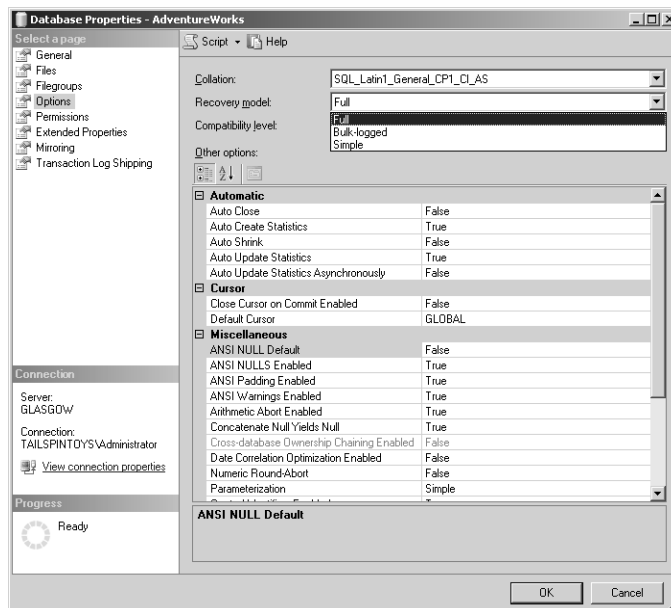 Database Properties - AdventureWorks
Select a page
General
Files
Filegroups
Options
Permissions
Extended Properties
Mirroring
Transaction Log Shipping
Connection
Server:
GLASGOW
Connection:
TAILSPINTOYS\Administrator
View connection properties
Progress
Ready
Script Help
Collation: SQL_Latin1_General_CP1_CI_AS
Recovery model: Full
Compatibility level: Full
Bulk-logged
Simple
Other options:
Automatic
Auto Close False
Auto Create Statistics True
Auto Shrink False
Auto Update Statistics True
Auto Update Statistics Asynchronously False
Cursor
Close Cursor on Commit Enabled False
Default Cursor GLOBAL
Miscellaneous
ANSI NULL Default False
ANSI NULLS Enabled True
ANSI Padding Enabled True
ANSI Warnings Enabled True
Arithmetic Abort Enabled True
Concatenate Null Yields Null True
Cross-database Ownership Chaining Enabled False
Date Correlation Optimization Enabled False
Numeric Round-Abort False
Parameterization Simple
ANSI NULL Default
OK Cancel